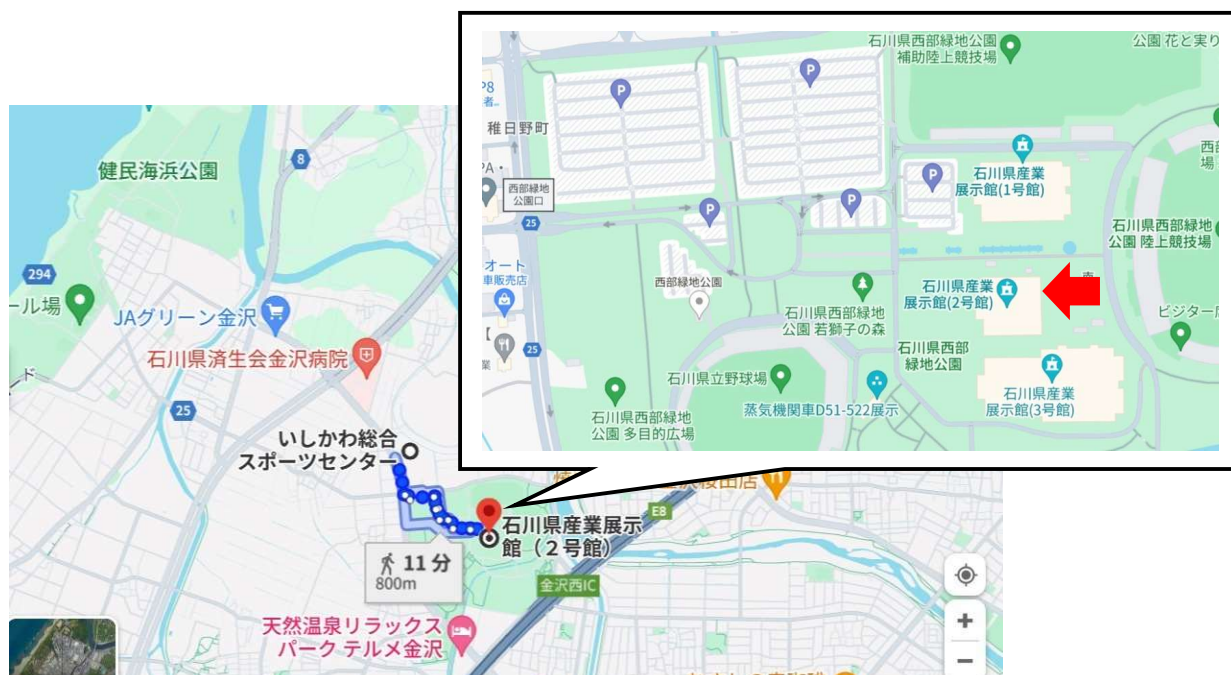 石川県西部緑地公園
補助陸上競技場
公園 花と実り
P
P
P8
稚日野町
PA・
西部緑地
公園口
25
石川県産業
展示館(1号館)
P
P
P
石川県西部緑地
公園 陸上競技場
オート
車販売店
西部緑地公園
石川県西部緑地
公園 若獅子の森
石川県産業
展示館(2号館)
ビジター
25
石川県立野球場
石川県西部
緑地公園
蒸気機関車D51-522展示
石川県産業
展示館(3号館)
石川県西部緑地
公園 多目的広場
健民海浜公園
8
294
ール場
JAグリーン金沢
石川県済生会金沢病院
ド
25
いしかわ総合
スポーツセンター
石川県産業展示
館（２号館）
E8
11 分
800m
金沢西IC
天然温泉リラックス
パーク テルメ金沢
+
−